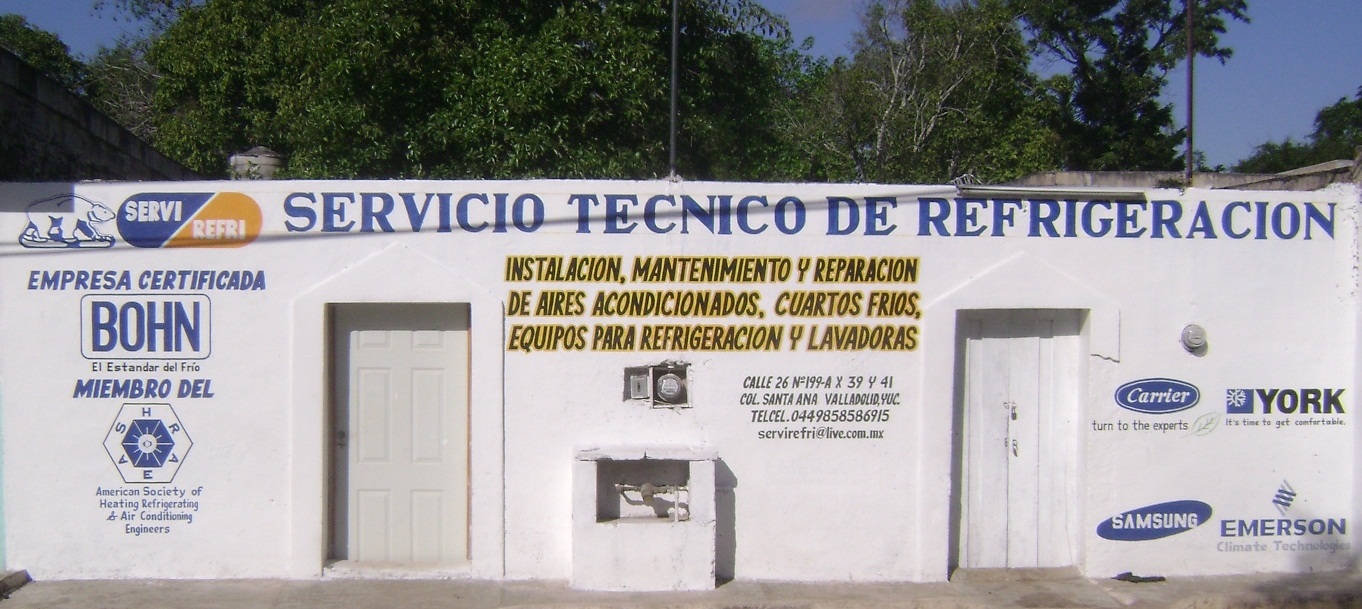 SERVI
REFRI
SERVICIO TECNICO DE REFRIGERACION
EMPRESA CERTIFICADA
BOHN
El Estandar del Frío
MIEMBRO DEL
ASHRAE
American Society of
Heating Refrigerating
& Air Conditioning
Engineers
INSTALACION, MANTENIMIENTO Y REPARACION
DE AIRES ACONDICIONADOS, CUARTOS FRIOS,
EQUIPOS PARA REFRIGERACION Y LAVADORAS
CALLE 26 Nº199-A X 39 Y 41
COL. SANTA ANA VALLADOLID,YUC.
TELCEL. 0449858586915
servirefri@live.com.mx
Carrier
turn to the experts
YORK
It's time to get comfortable.
SAMSUNG
EMERSON
Climate Technologies